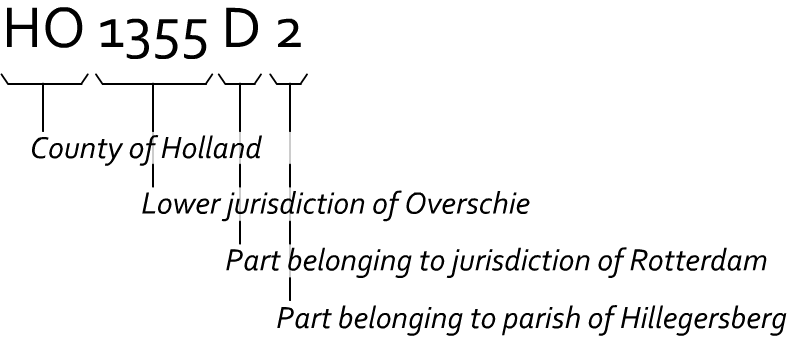 HO 1355 D 2
County of Holland
Lower jurisdiction of Overschie
Part belonging to jurisdiction of Rotterdam
Part belonging to parish of Hillegersberg